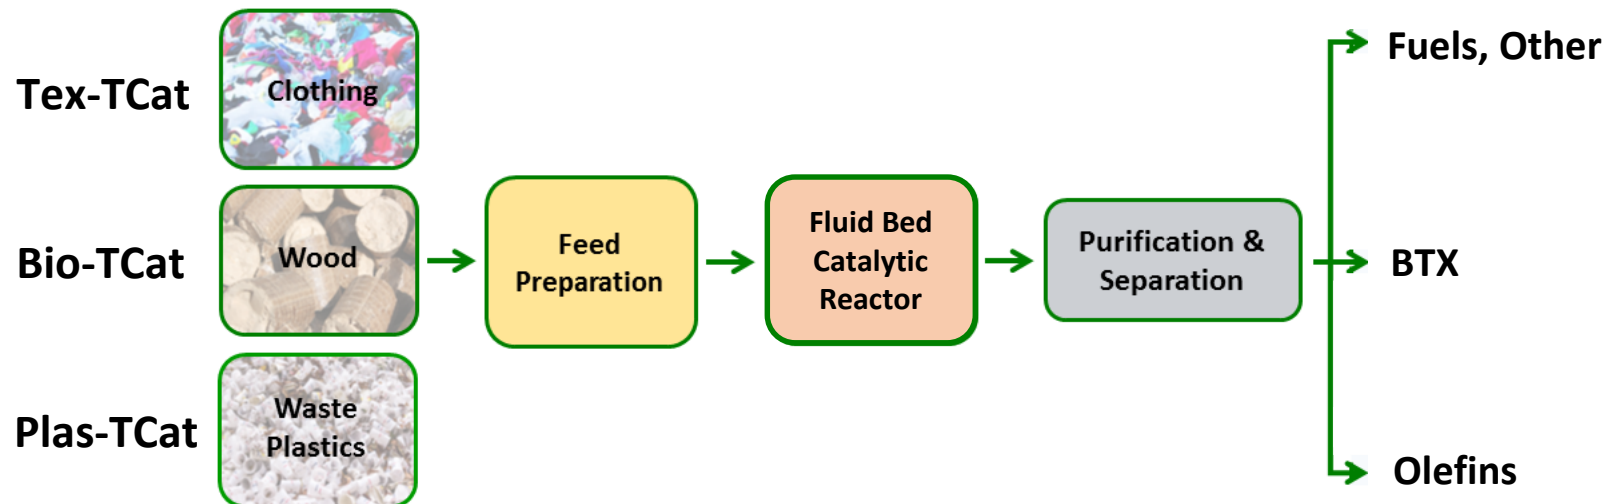 Tex-TCat
Clothing
Bio-TCat
Wood
Plas-TCat
Waste
Plastics
Feed
Preparation
Fluid Bed
Catalytic
Reactor
Purification &
Separation
Fuels, Other
BTX
Olefins